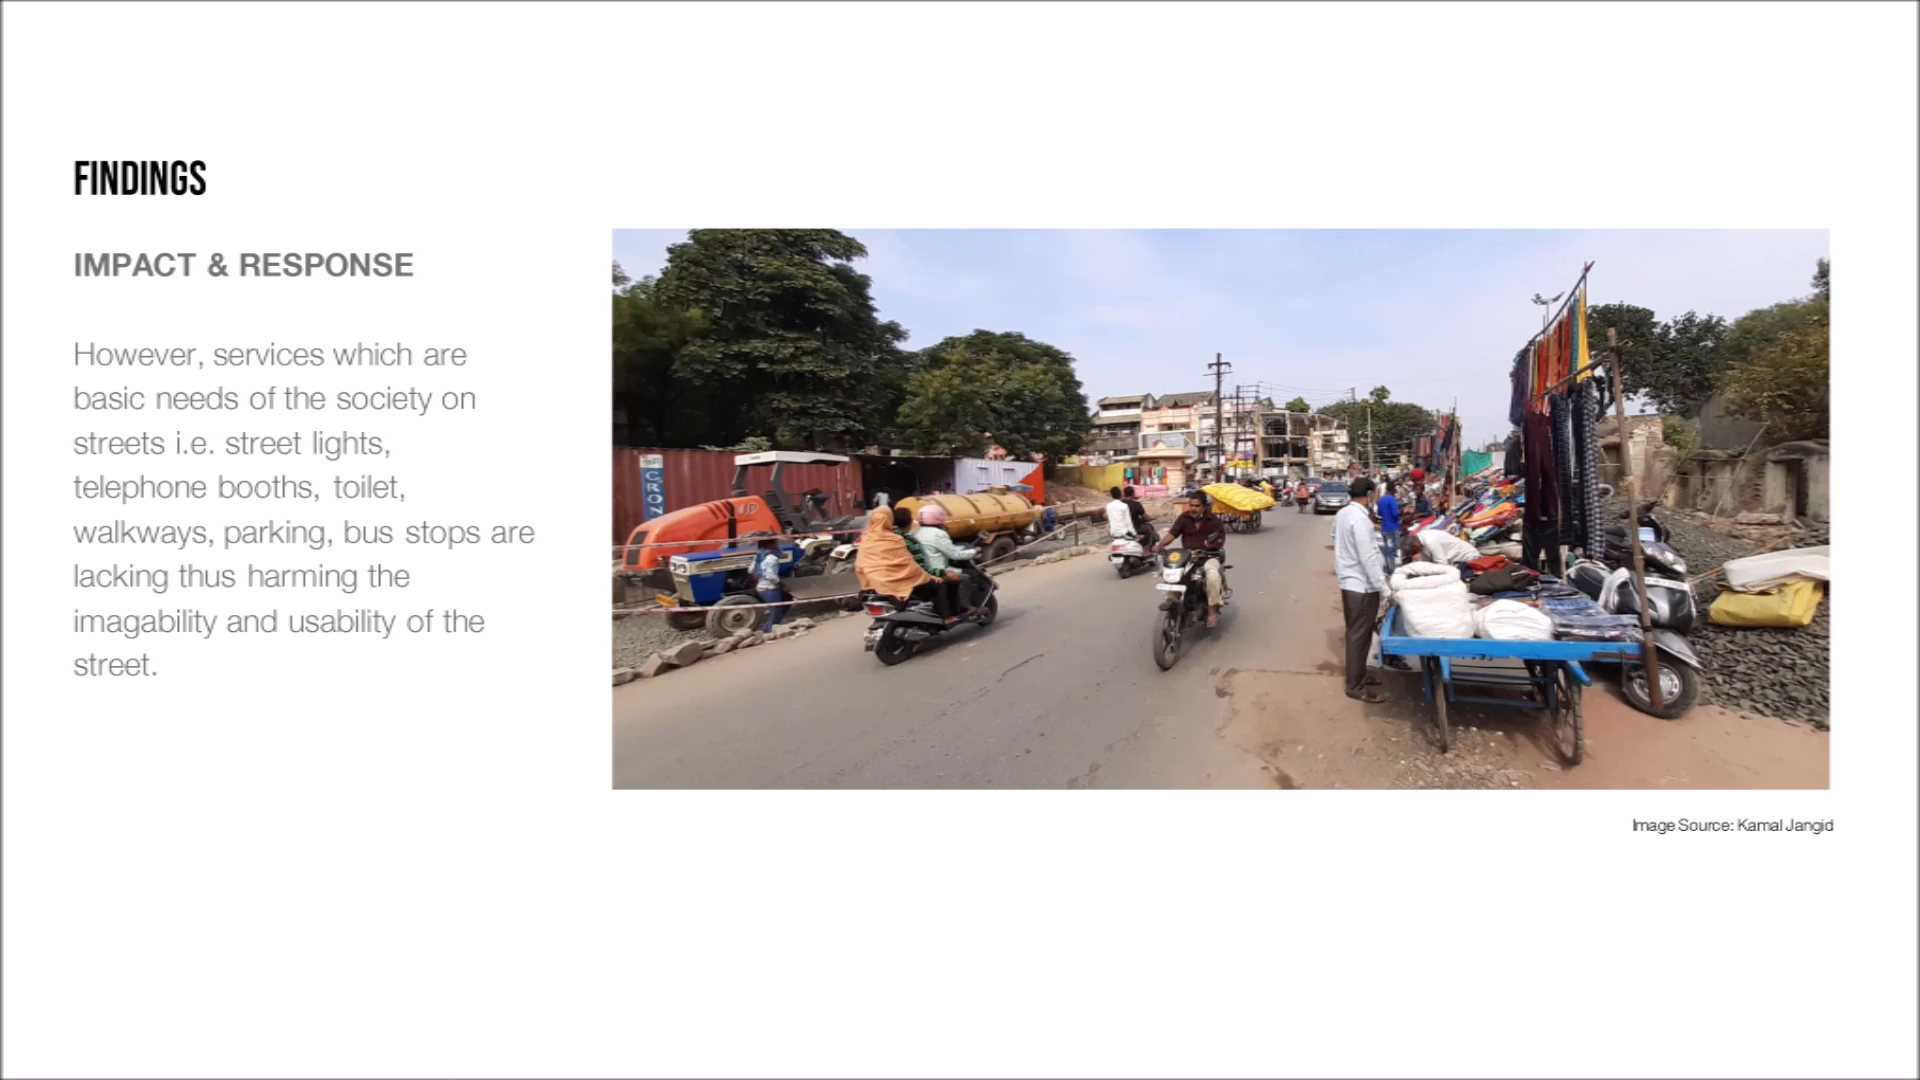 FINDINGS
IMPACT & RESPONSE
However, services which are
basic needs of the society on
streets i.e. street lights,
telephone booths, toilet,
walkways, parking, bus stops are
lacking thus harming the
imagability and usability of the
street.
CRON
Image Source: Kamal Jangid